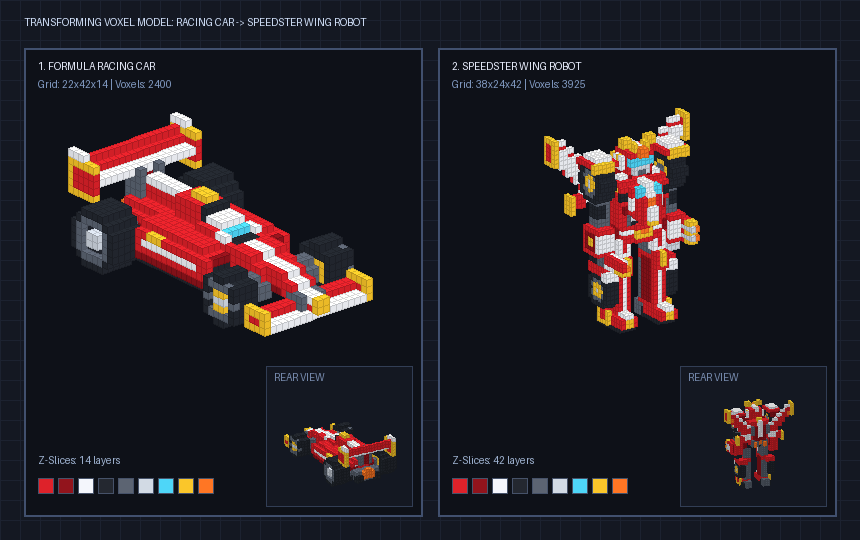 TRANSFORMING VOXEL MODEL: RACING CAR -> SPEEDSTER WING ROBOT
1. FORMULA RACING CAR
Grid: 22x42x14 | Voxels: 2400
REAR VIEW
Z-Slices: 14 layers
2. SPEEDSTER WING ROBOT
Grid: 38x24x42 | Voxels: 3925
REAR VIEW
Z-Slices: 42 layers